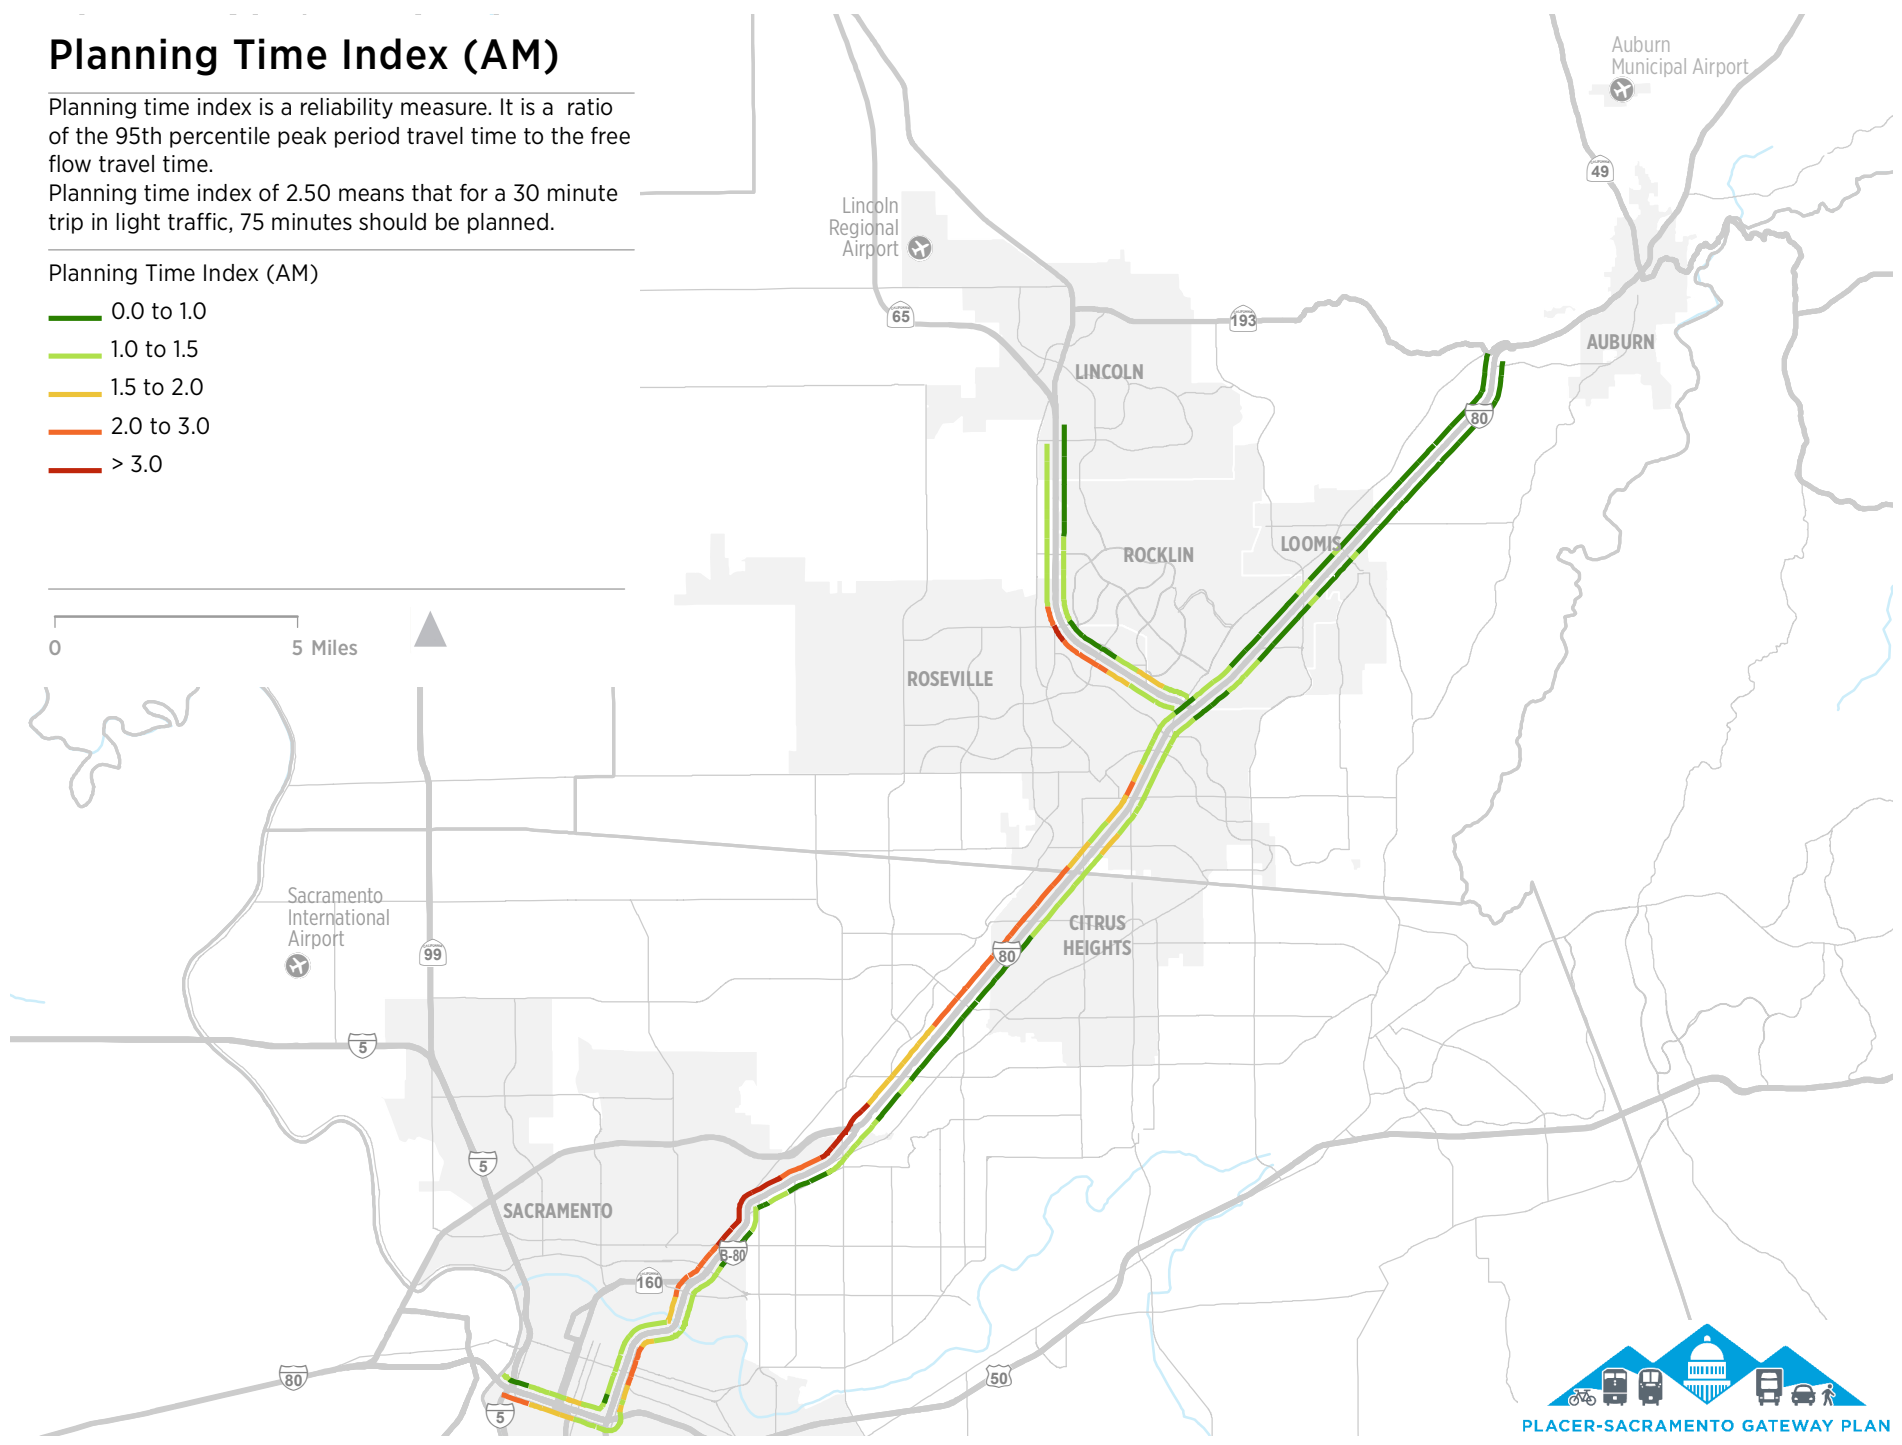 Planning Time Index (AM)
Planning time index is a reliability measure. It is a ratio
of the 95th percentile peak period travel time to the free
flow travel time.
Planning time index of 2.50 means that for a 30 minute
trip in light traffic, 75 minutes should be planned.
Planning Time Index (AM)
0.0 to 1.0
1.0 to 1.5
1.5 to 2.0
2.0 to 3.0
> 3.0
0
5 Miles
Auburn
Municipal Airport
49
Lincoln
Regional
Airport
65
193
AUBURN
LINCOLN
80
ROCKLIN
LOOMIS
ROSEVILLE
Sacramento
International
Airport
99
CITRUS
HEIGHTS
80
5
5
SACRAMENTO
B-80
160
80
50
5
PLACER-SACRAMENTO GATEWAY PLAN